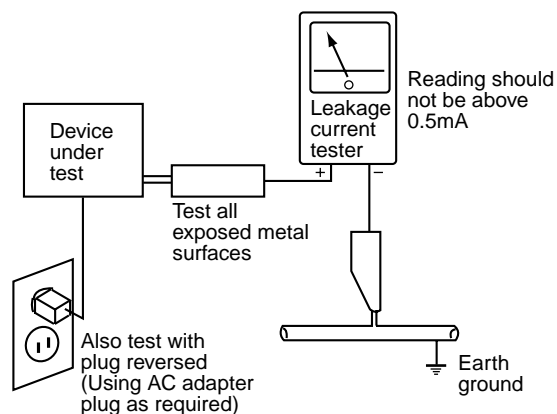 Device
under
test
Leakage
current
tester
+
−
Reading should
not be above
0.5mA
Test all
exposed metal
surfaces
Also test with
plug reversed
(Using AC adapter
plug as required)
Earth
ground